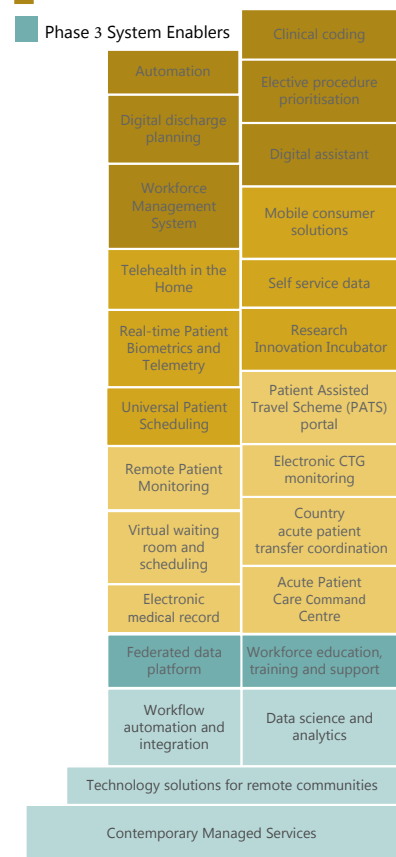 Phase 3 System Enablers
Clinical coding
Automation
Elective procedure
prioritisation
Digital discharge
planning
Digital assistant
Workforce
Management
System
Mobile consumer
solutions
Telehealth in the
Home
Self service data
Real-time Patient
Biometrics and
Telemetry
Research
Innovation Incubator
Universal Patient
Scheduling
Patient Assisted
Travel Scheme (PATS)
portal
Remote Patient
Monitoring
Electronic CTG
monitoring
Virtual waiting
room and
scheduling
Country
acute patient
transfer coordination
Electronic
medical record
Acute Patient
Care Command
Centre
Federated data
platform
Workforce education,
training and support
Workflow
automation and
integration
Data science and
analytics
Technology solutions for remote communities
Contemporary Managed Services